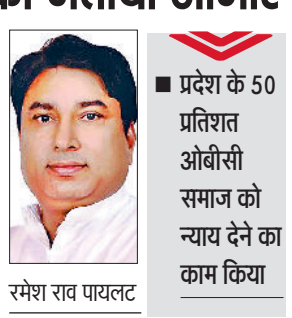 रमेश राव पायलट
■ प्रदेश के 50
प्रतिशत
ओबीसी
समाज को
न्याय देने का
काम किया